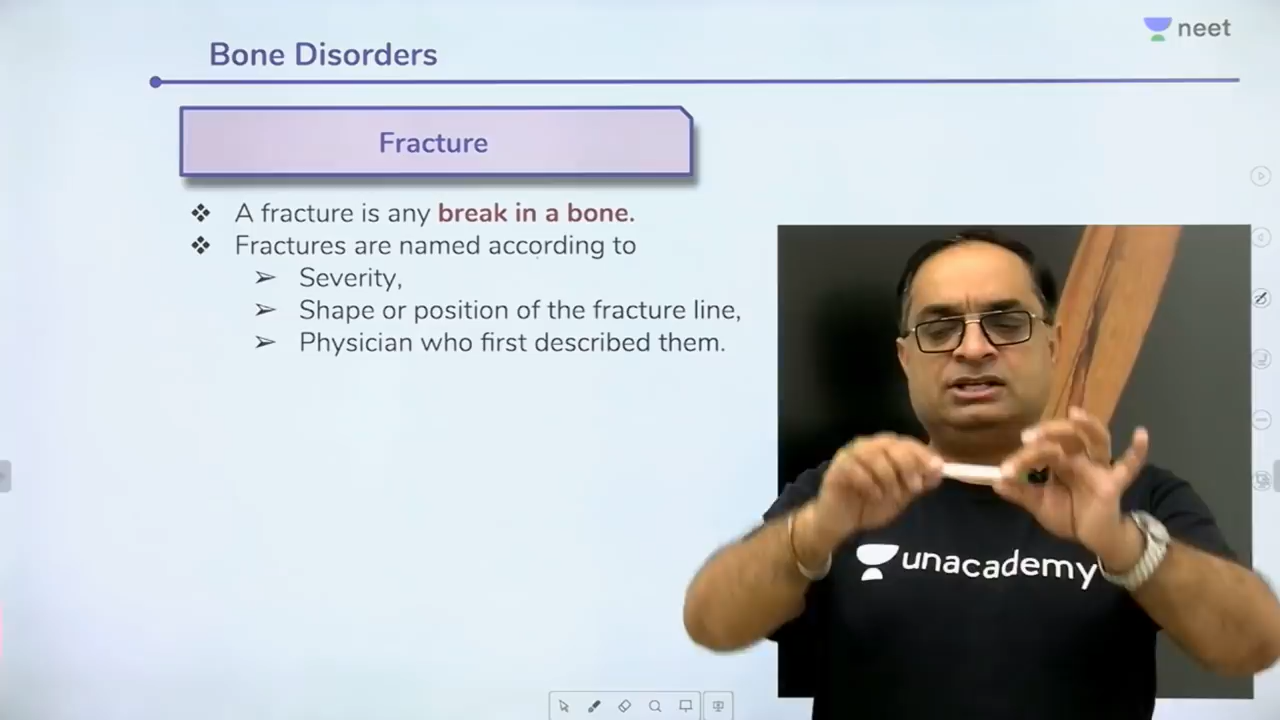 neet
Bone Disorders
Fracture
❖ A fracture is any break in a bone.
❖ Fractures are named according to
➢ Severity,
➢ Shape or position of the fracture line,
➢ Physician who first described them.
unacademy